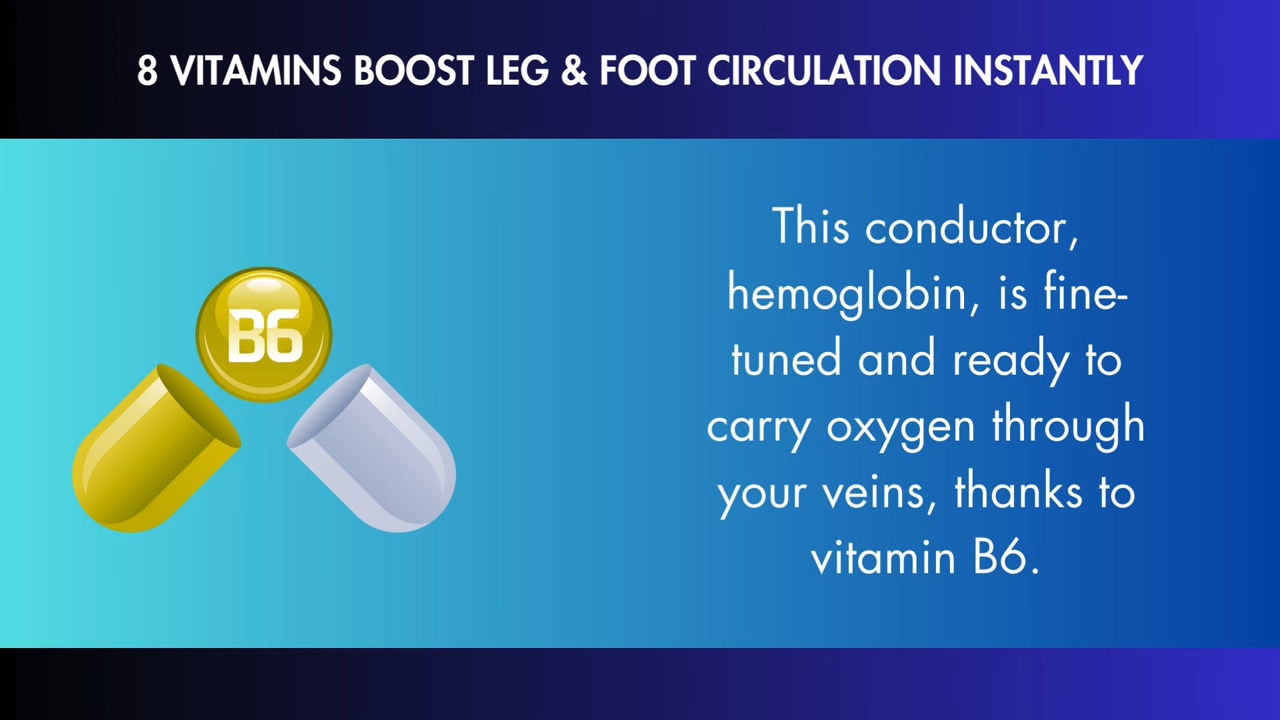 8 VITAMINS BOOST LEG & FOOT CIRCULATION INSTANTLY
B6
This conductor,
hemoglobin, is fine-
tuned and ready to
carry oxygen through
your veins, thanks to
vitamin B6.